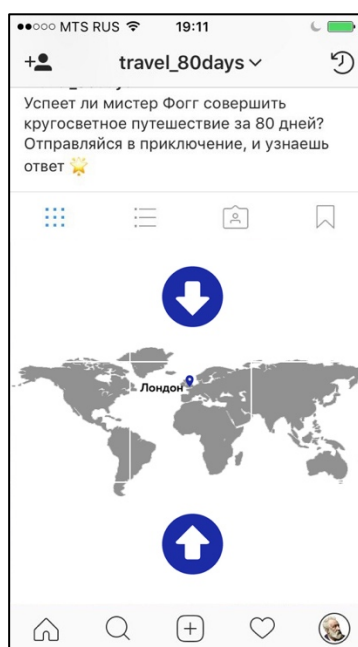 MTS RUS 19:11
travel_80days
Успеет ли мистер Фогг совершить
кругосветное путешествие за 80 дней?
Отправляйся в приключение, и узнаешь
ответ 🌟
Лондон